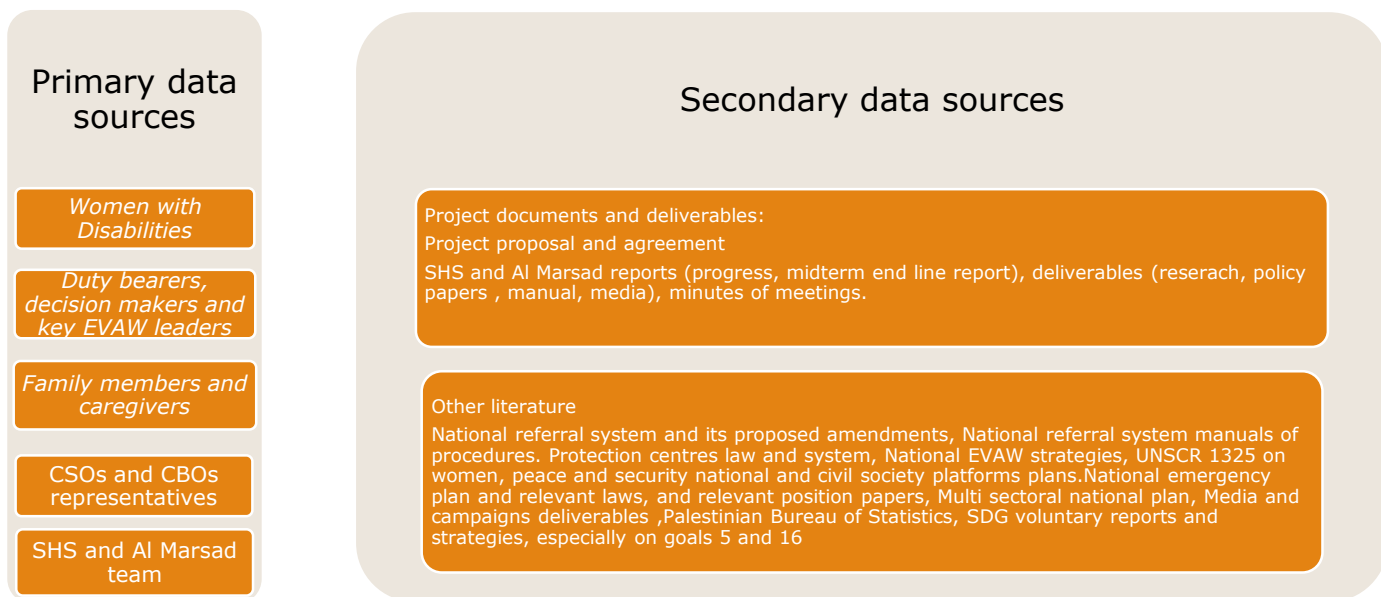 Primary data
sources
Women with
Disabilities
Duty bearers,
decision makers and
key EVAW leaders
Family members and
caregivers
CSOs and CBOs
representatives
SHS and Al Marsad
team
Secondary data sources
Project documents and deliverables:
Project proposal and agreement
SHS and Al Marsad reports (progress, midterm end line report), deliverables (reserach, policy
papers , manual, media), minutes of meetings.
Other literature
National referral system and its proposed amendments, National referral system manuals of
procedures. Protection centres law and system, National EVAW strategies, UNSCR 1325 on
women, peace and security national and civil society platforms plans.National emergency
plan and relevant laws, and relevant position papers, Multi sectoral national plan, Media and
campaigns deliverables ,Palestinian Bureau of Statistics, SDG voluntary reports and
strategies, especially on goals 5 and 16